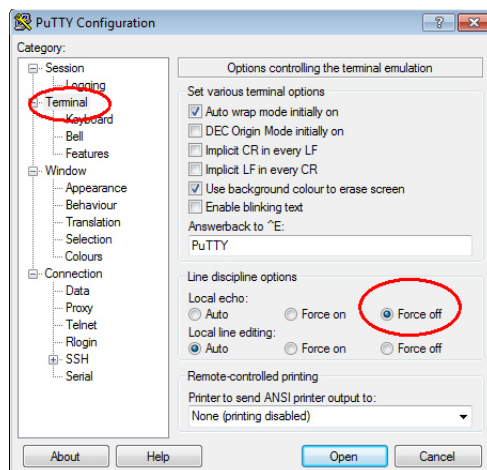 PuTTY Configuration
Category:
Session
Logging
Terminal
Keyboard
Bell
Features
Window
Appearance
Behaviour
Translation
Selection
Colours
Connection
Data
Proxy
Telnet
Rlogin
SSH
Serial
Options controlling the terminal emulation
Set various terminal options
Auto wrap mode initially on
DEC Origin Mode initially on
Implicit CR in every LF
Implicit LF in every CR
Use background colour to erase screen
Enable blinking text
Answerback to ^E:
PuTTY
Line discipline options
Local echo:
Auto Force on Force off
Local line editing:
Auto Force on Force off
Remote-controlled printing
Printer to send ANSI printer output to:
None (printing disabled)
About Help Open Cancel